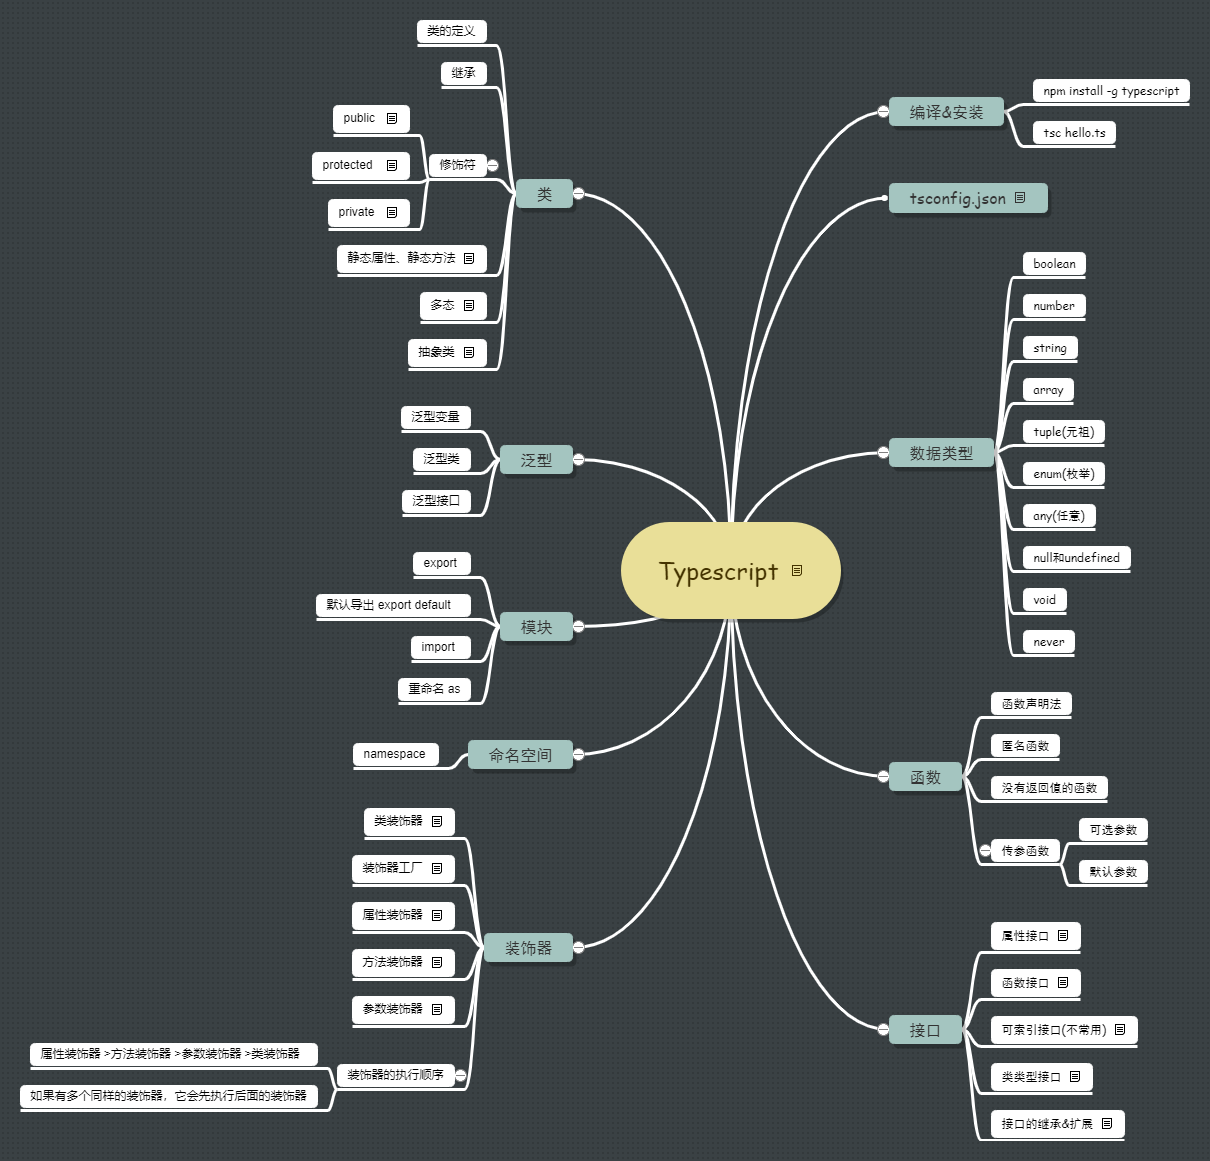 Typescript
编译&安装
npm install -g typescript
tsc hello.ts
tsconfig.json
数据类型
boolean
number
string
array
tuple(元祖)
enum(枚举)
any(任意)
null和undefined
void
never
函数
函数声明法
匿名函数
没有返回值的函数
传参函数
可选参数
默认参数
接口
属性接口
函数接口
可索引接口(不常用)
类类型接口
接口的继承&扩展
类
类的定义
继承
修饰符
public
protected
private
静态属性、静态方法
多态
抽象类
泛型
泛型变量
泛型类
泛型接口
模块
export
默认导出 export default
import
重命名 as
命名空间
namespace
装饰器
类装饰器
装饰器工厂
属性装饰器
方法装饰器
参数装饰器
装饰器的执行顺序
属性装饰器 >方法装饰器 >参数装饰器 >类装饰器
如果有多个同样的装饰器，它会先执行后面的装饰器